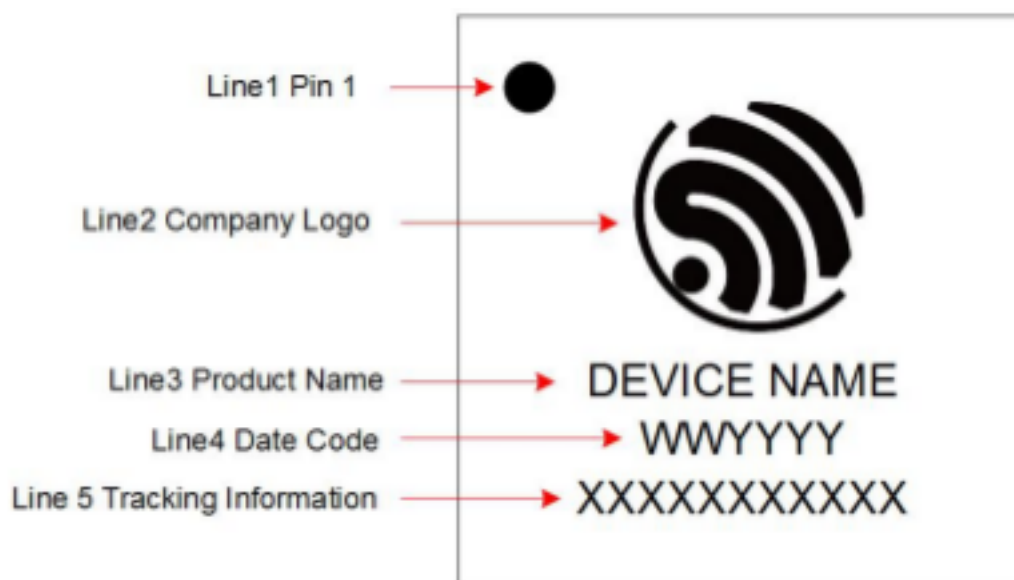 Line1 Pin 1
Line2 Company Logo
Line3 Product Name
DEVICE NAME
Line4 Date Code
WWYYYY
Line 5 Tracking Information
XXXXXXXXXXX